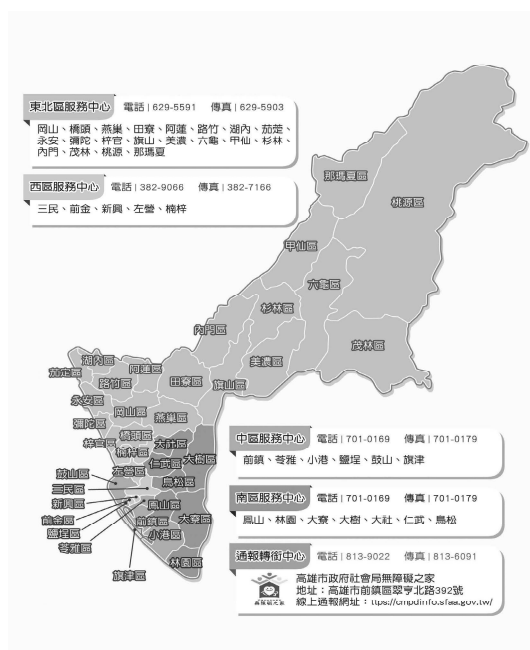 東北區服務中心 電話 | 629-5591 傳真 | 629-5903
岡山、橋頭、燕巢、田寮、阿蓮、路竹、湖內、茄萣、
永安、彌陀、梓官、旗山、美濃、六龜、甲仙、杉林、
內門、茂林、桃源、那瑪夏
西區服務中心 電話 | 382-9066 傳真 | 382-7166
三民、前金、新興、左營、楠梓
那瑪夏區
桃源區
甲仙區
六龜區
杉林區
內門區
茂林區
美濃區
旗山區
湖內區
阿蓮區
茄萣區
路竹區
田寮區
永安區
岡山區
燕巢區
彌陀區
橋頭區
梓官區
大社區
楠梓區
大樹區
仁武區
左營區
鼓山區
鳥松區
三民區
新興區
鳳山區
前金區
前鎮區
大寮區
鹽埕區
小港區
苓雅區
林園區
旗津區
中區服務中心 電話 | 701-0169 傳真 | 701-0179
前鎮、苓雅、小港、鹽埕、鼓山、旗津
南區服務中心 電話 | 701-0169 傳真 | 701-0179
鳳山、林園、大寮、大樹、大社、仁武、鳥松
通報轉銜中心 電話 | 813-9022 傳真 | 813-6091
高雄市政府社會局無障礙之家
地址：高雄市前鎮區翠亨北路392號
線上通報網址：ttps://cmpdinfo.sfaa.gov.tw/